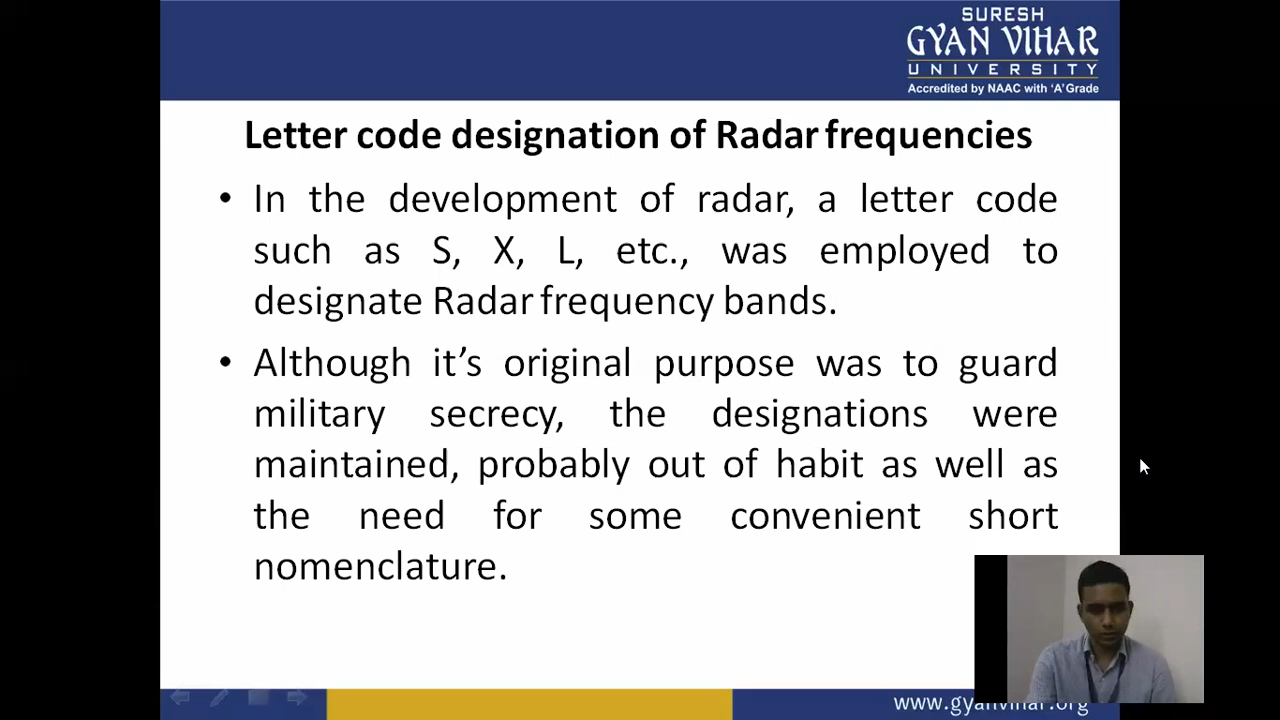 SURESH
GYAN VIHAR
UNIVERSITY
Accredited by NAAC with 'A' Grade
Letter code designation of Radar frequencies
• In the development of radar, a letter code
such as S, X, L, etc., was employed to
designate Radar frequency bands.
• Although it’s original purpose was to guard
military secrecy, the designations were
maintained, probably out of habit as well as
the need for some convenient short
nomenclature.
www.gyanvihar.org